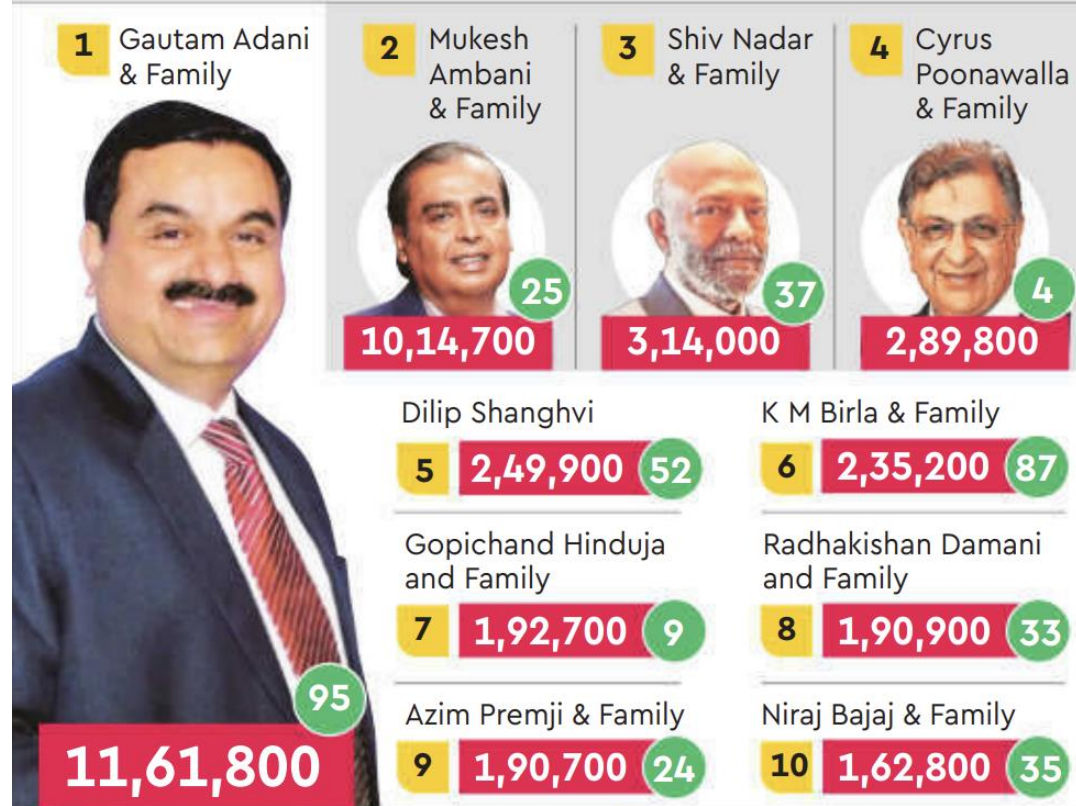 1 Gautam Adani
& Family
95
11,61,800
2 Mukesh
Ambani
& Family
25
10,14,700
3 Shiv Nadar
& Family
37
3,14,000
4 Cyrus
Poonawalla
& Family
4
2,89,800
Dilip Shanghvi
5 2,49,900 52
K M Birla & Family
6 2,35,200 87
Gopichand Hinduja
and Family
7 1,92,700 9
Radhakishan Damani
and Family
8 1,90,900 33
Azim Premji & Family
9 1,90,700 24
Niraj Bajaj & Family
10 1,62,800 35